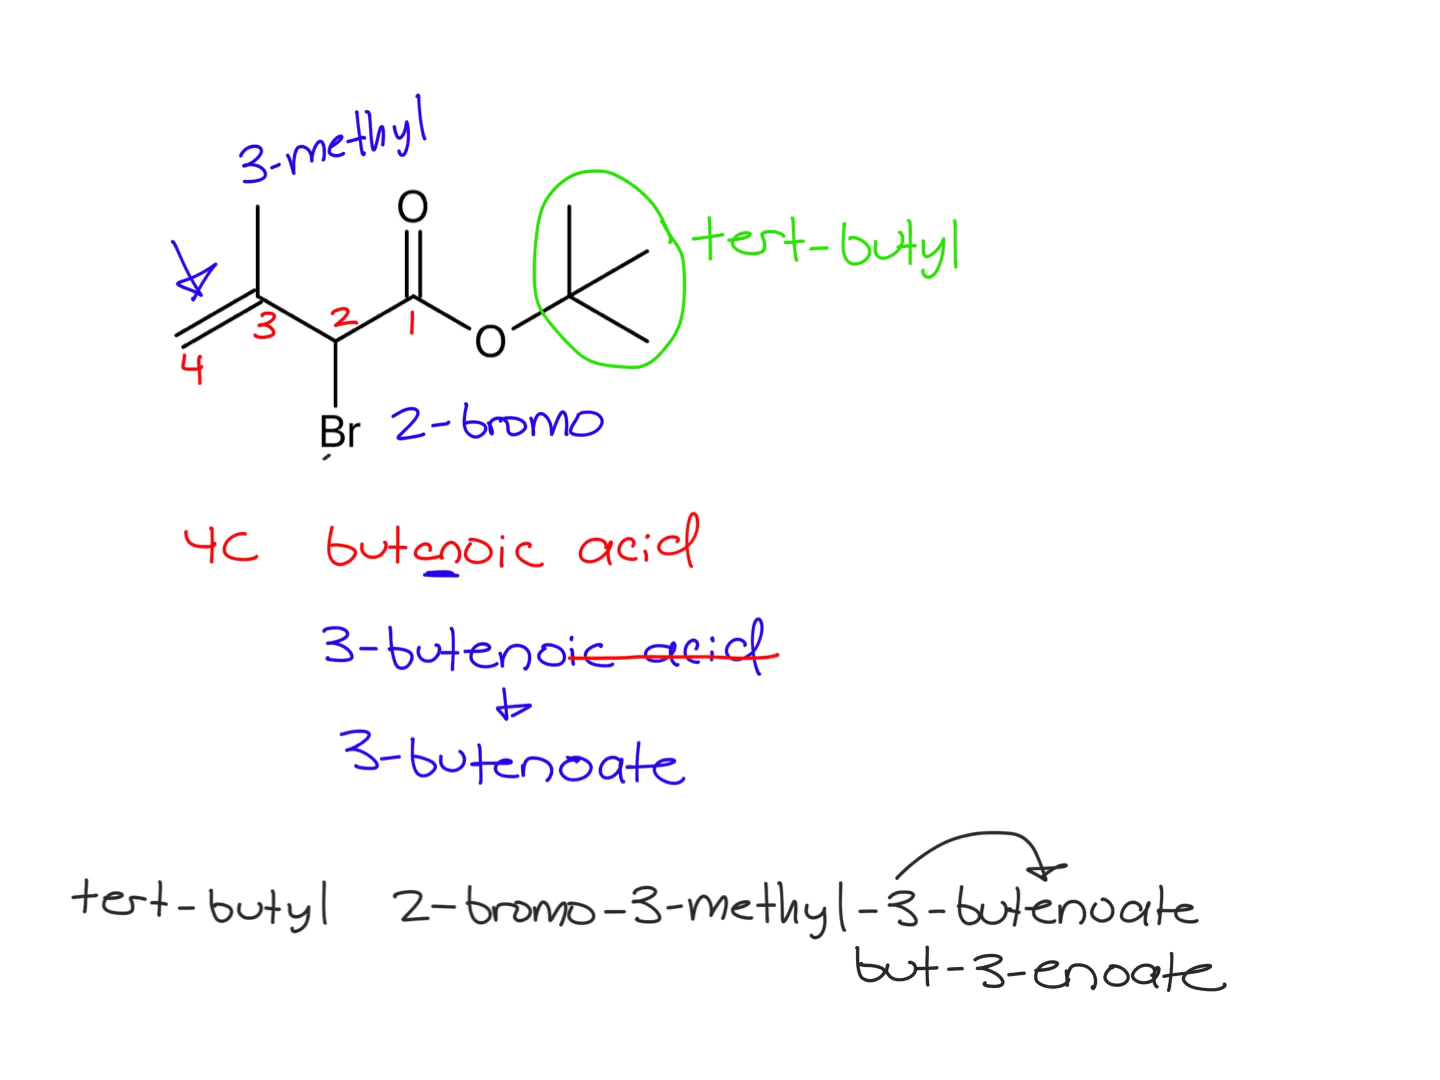 3-methyl
O
tert-butyl
3 2 1
O
4
Br 2-bromo
4C butenoic acid
3-butenoic acid
3-butenoate
tert-butyl 2-bromo-3-methyl-3-butenoate
but-3-enoate